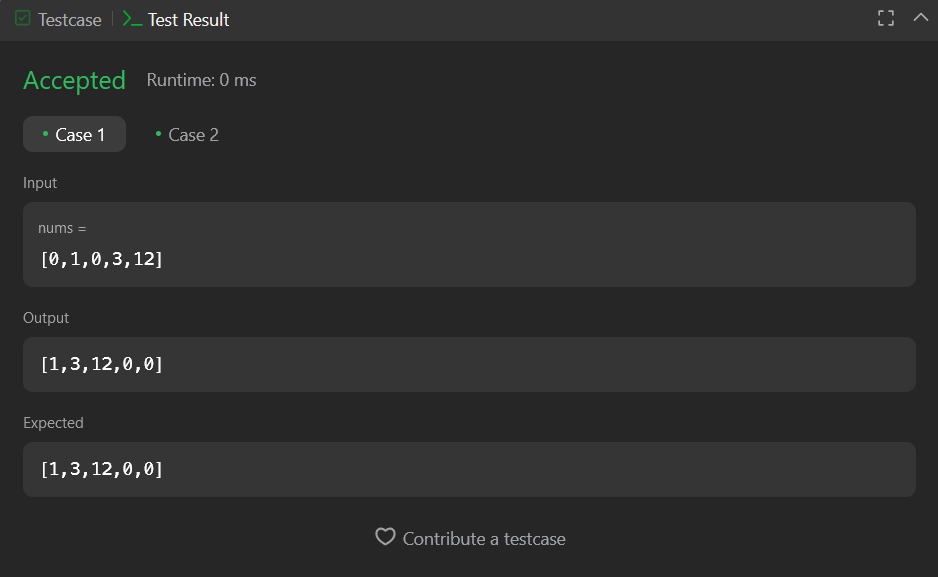 Testcase
Test Result
Accepted
Runtime: 0 ms
Case 1
Case 2
Input
nums =
[0,1,0,3,12]
Output
[1,3,12,0,0]
Expected
[1,3,12,0,0]
Contribute a testcase